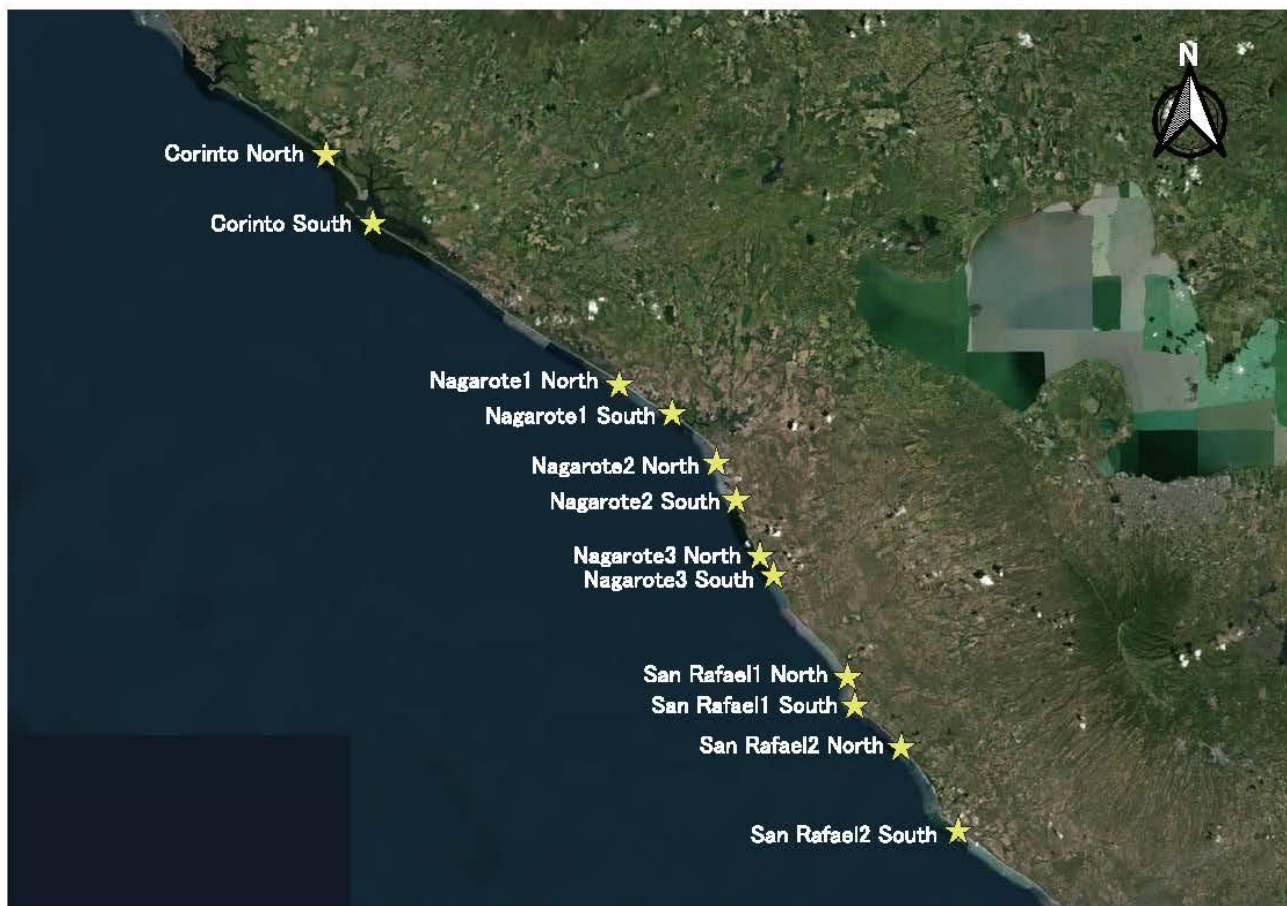 N
Corinto North
Corinto South
Nagarote1 North
Nagarote1 South
Nagarote2 North
Nagarote2 South
Nagarote3 North
Nagarote3 South
San Rafael1 North
San Rafael1 South
San Rafael2 North
San Rafael2 South